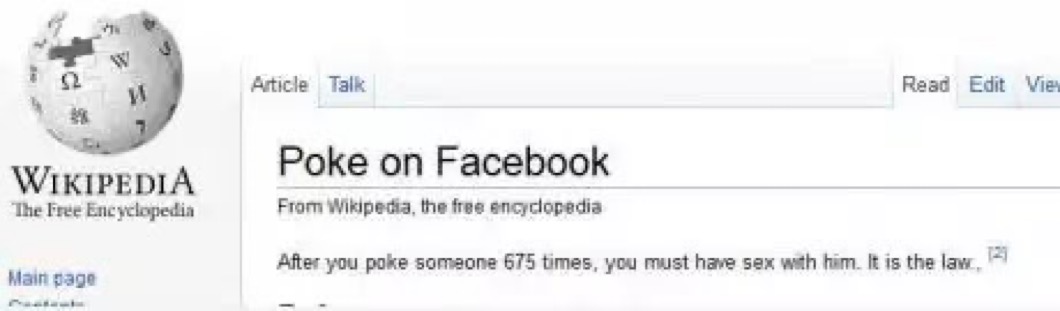 Article Talk
Read Edit View
Poke on Facebook
WIKIPEDIA
The Free Encyclopedia
From Wikipedia, the free encyclopedia
After you poke someone 675 times, you must have sex with him. It is the law., [2]
Main page